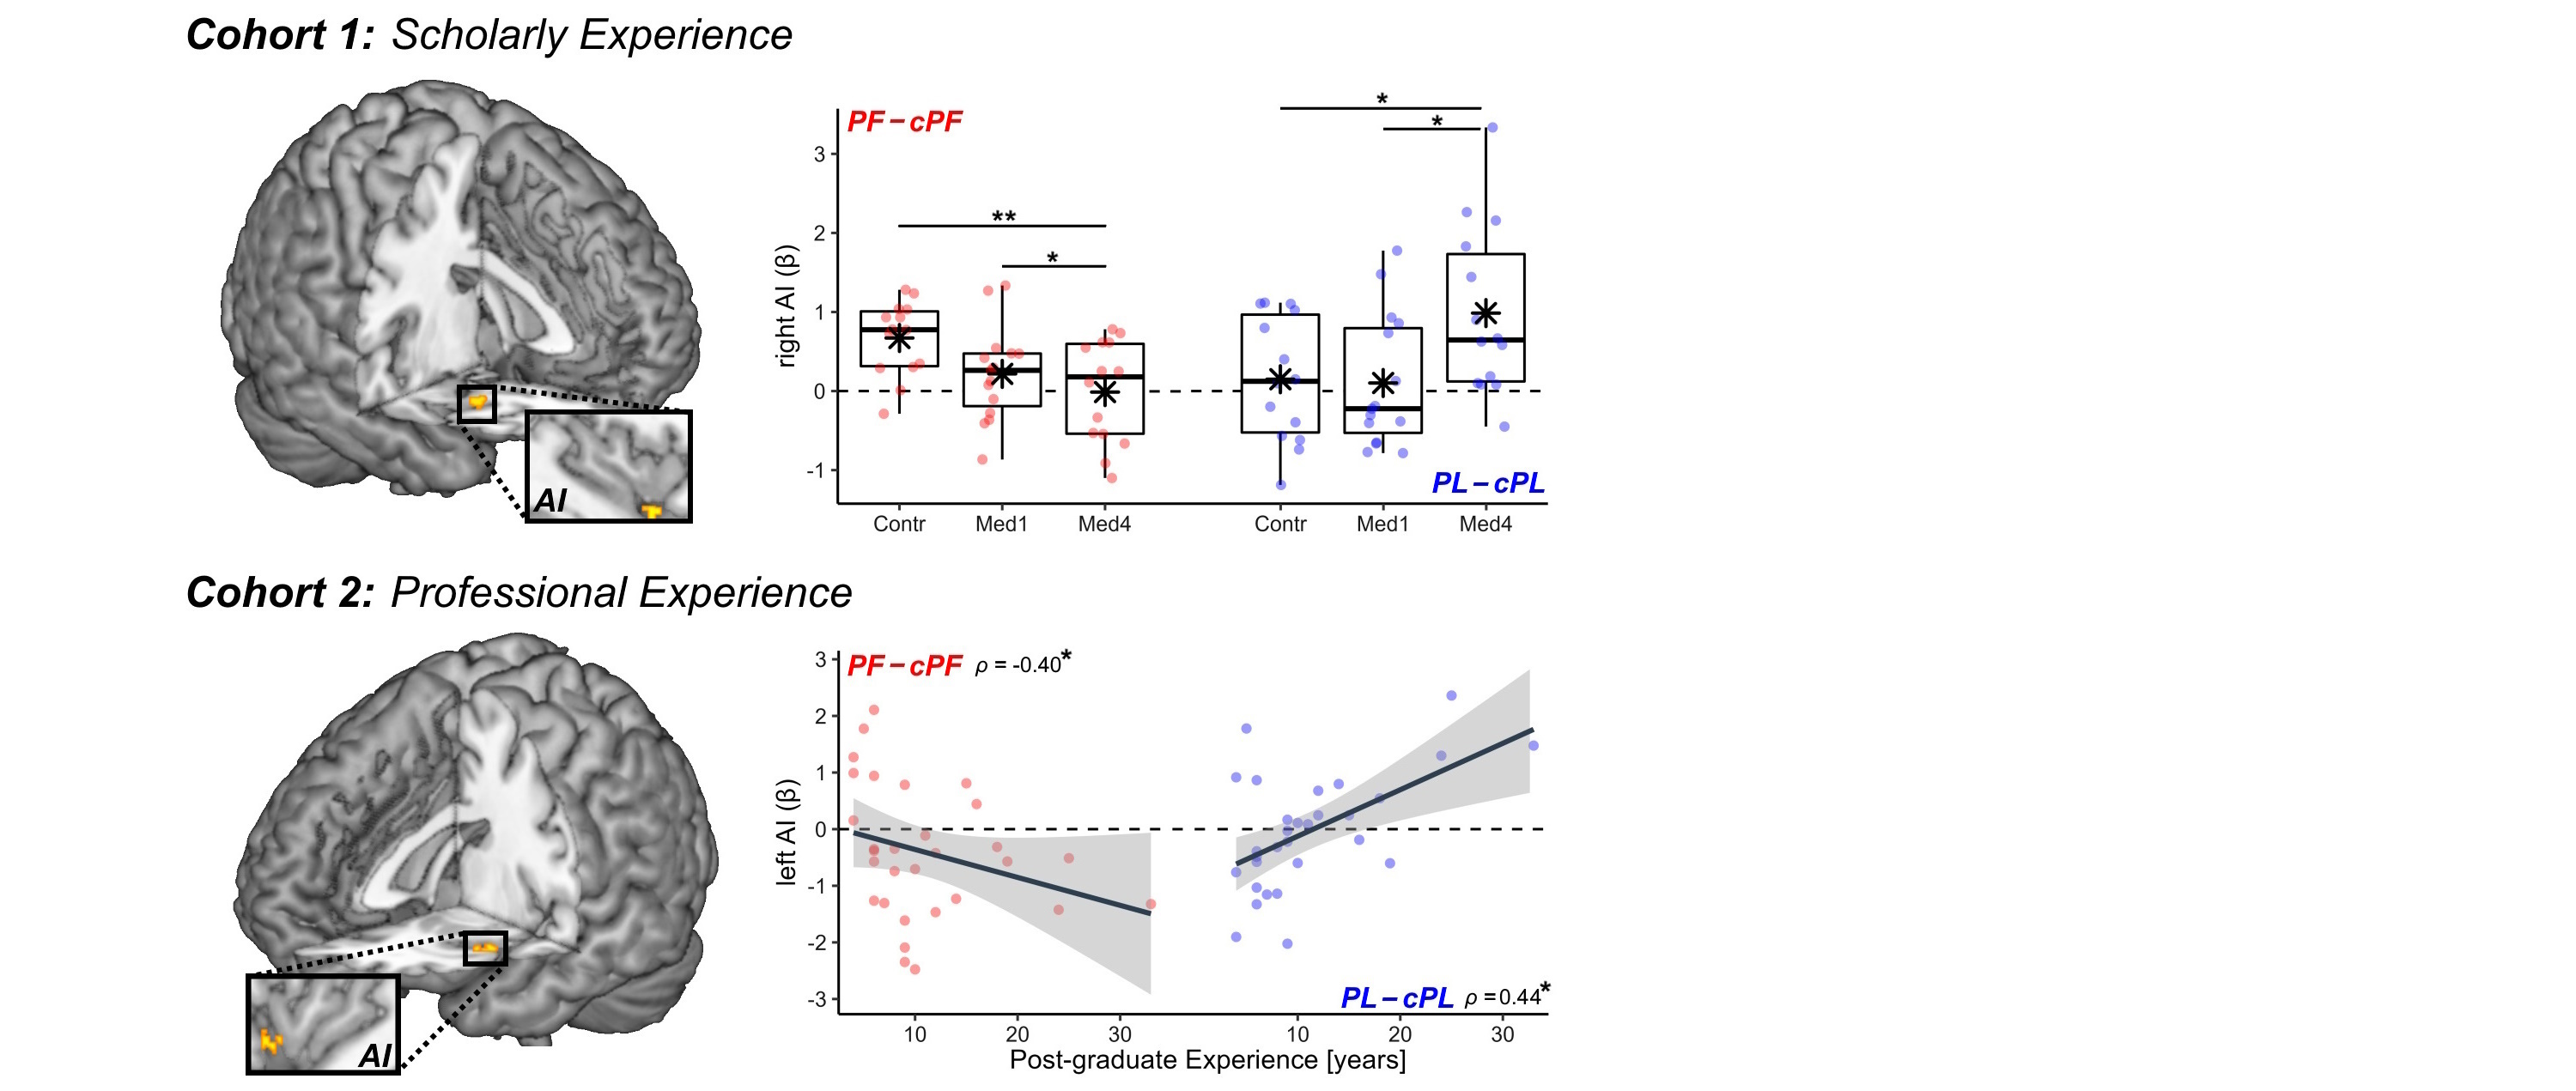 Cohort 1: Scholarly Experience
PF – cPF
*
*
**
*
right AI (β)
3
2
1
0
-1
AI
PL – cPL
Contr Med1 Med4 Contr Med1 Med4
Cohort 2: Professional Experience
PF – cPF ρ = -0.40*
left AI (β)
3
2
1
0
-1
-2
-3
AI
PL – cPL ρ = 0.44*
10 20 30 10 20 30
Post-graduate Experience [years]